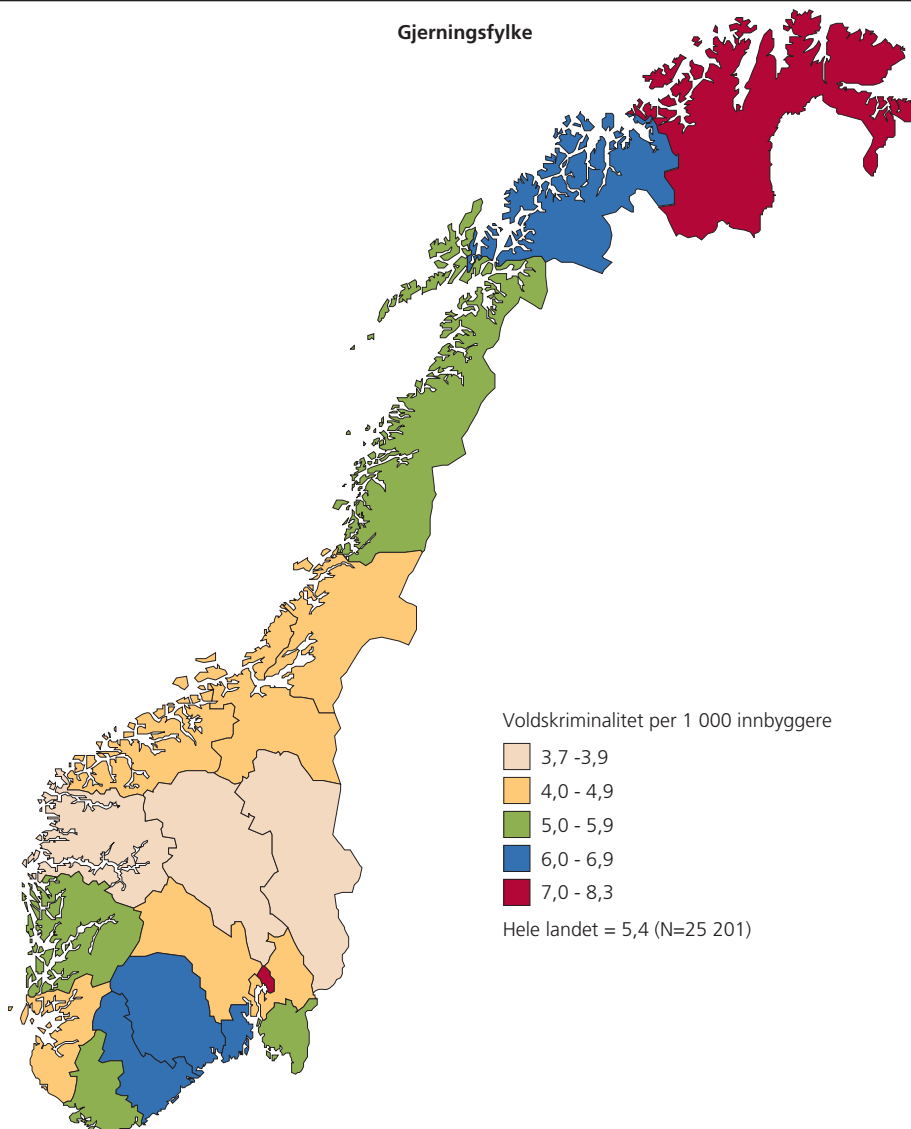 Gjerningsfylke
Voldskriminalitet per 1 000 innbyggere
3,7 -3,9
4,0 - 4,9
5,0 - 5,9
6,0 - 6,9
7,0 - 8,3
Hele landet = 5,4 (N=25 201)